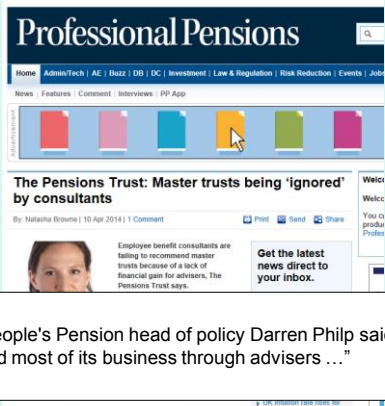 Professional Pensions
Home | Admin/Tech | AE | Buzz | DB | DC | Investment | Law & Regulation | Risk Reduction | Events | Jobs
News | Features | Comment | Interviews | PP App
Advertisement
The Pensions Trust: Master trusts being 'ignored'
by consultants
By: Natasha Browne | 10 Apr 2014 | 1 Comment
Print Send Share
Employee benefit consultants are
failing to recommend master
trusts because of a lack of
financial gain for advisers, The
Pensions Trust says.
Get the latest
news direct to
your inbox.
Welco
Welco
You c
produ
Profes
eople's Pension head of policy Darren Philp said
d most of its business through advisers …”
UK inflation rate rises for